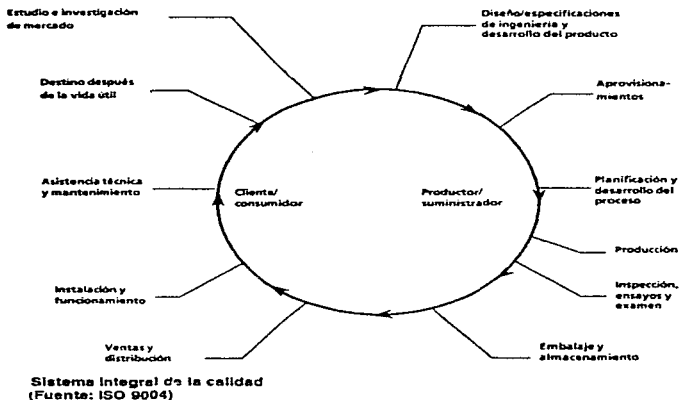 Estudio e investigación
de mercado
Diseño/especificaciones
de ingeniería y
desarrollo del producto
Aprovisiona-
mientos
Planificación y
desarrollo del
proceso
Producción
Inspección,
ensayos y
examen
Embalaje y
almacenamiento
Ventas y
distribución
Instalación y
funcionamiento
Asistencia técnica
y mantenimiento
Destino después
de la vida útil
Cliente/
consumidor
Productor/
suministrador
Sistema integral de la calidad
(Fuente: ISO 9004)